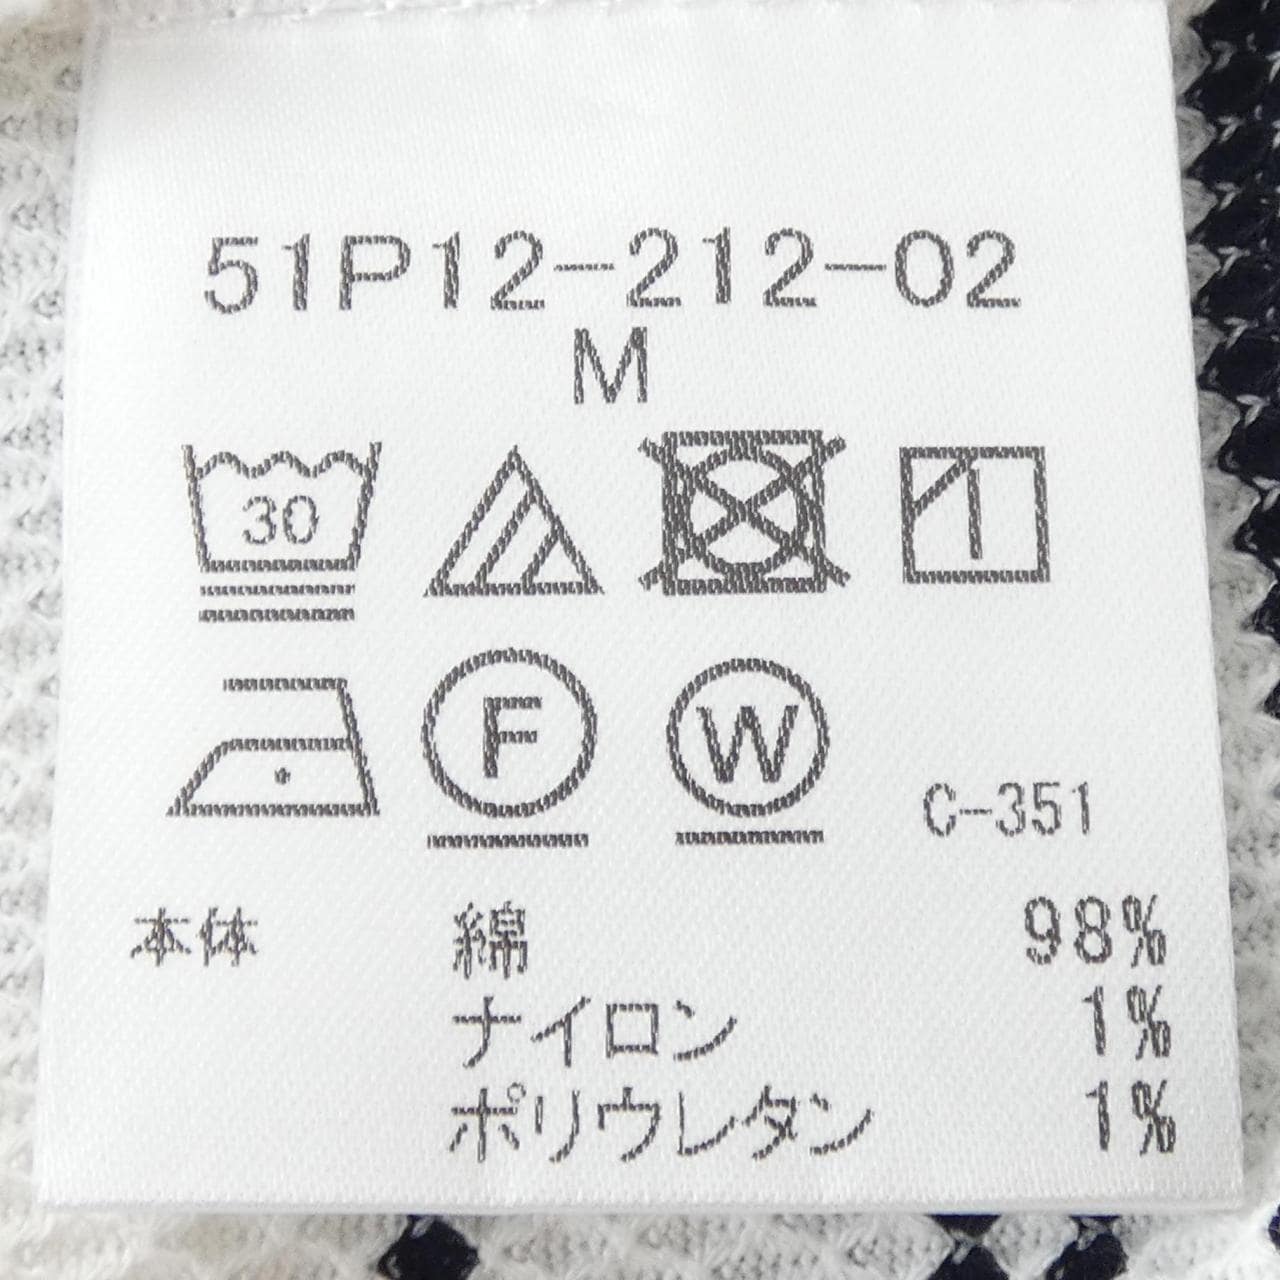 51P12-212-02
M
30
F W C-351
本体 綿 98%
ナイロン 1%
ポリウレタン 1%